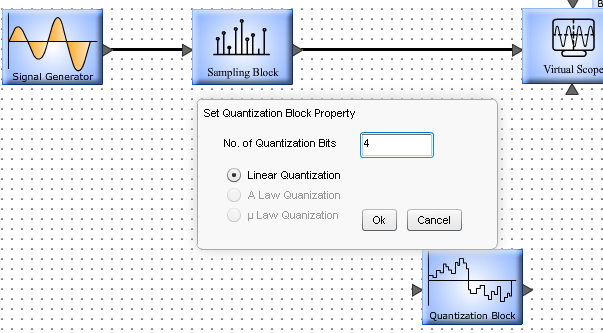 B
Signal Generator
Sampling Block
Virtual Scope
Set Quantization Block Property
No. of Quantization Bits
4
Linear Quantization
A Law Quanization
µ Law Quanization
Ok
Cancel
Quantization Block